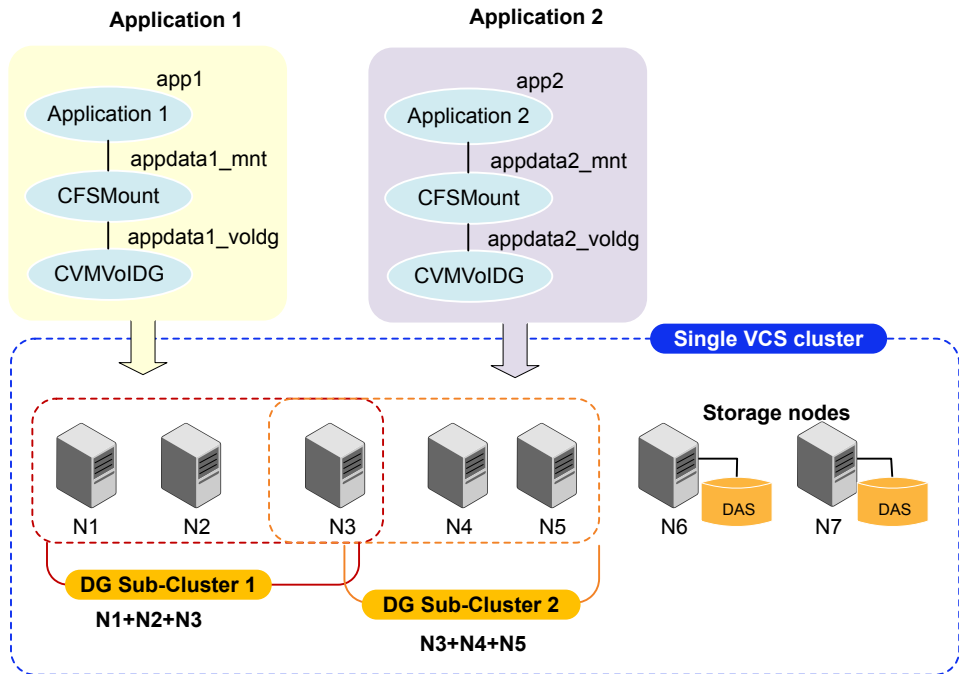 Application 1
Application 2
app1
Application 1
appdata1_mnt
CFSMount
appdata1_voldg
CVMVolDG
app2
Application 2
appdata2_mnt
CFSMount
appdata2_voldg
CVMVolDG
Single VCS cluster
Storage nodes
DAS
DAS
N1
N2
N3
N4
N5
N6
N7
DG Sub-Cluster 1
N1+N2+N3
DG Sub-Cluster 2
N3+N4+N5